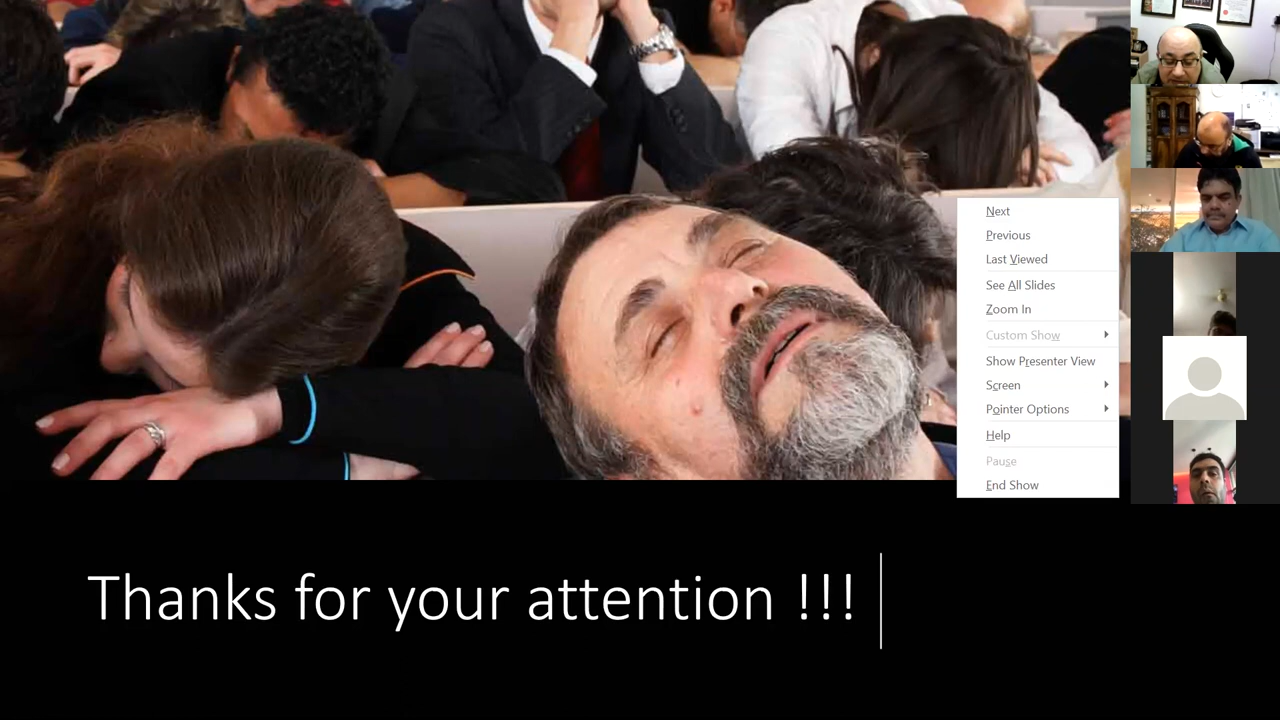 Next
Previous
Last Viewed
See All Slides
Zoom In
Custom Show
Show Presenter View
Screen
Pointer Options
Help
Pause
End Show
Thanks for your attention !!!